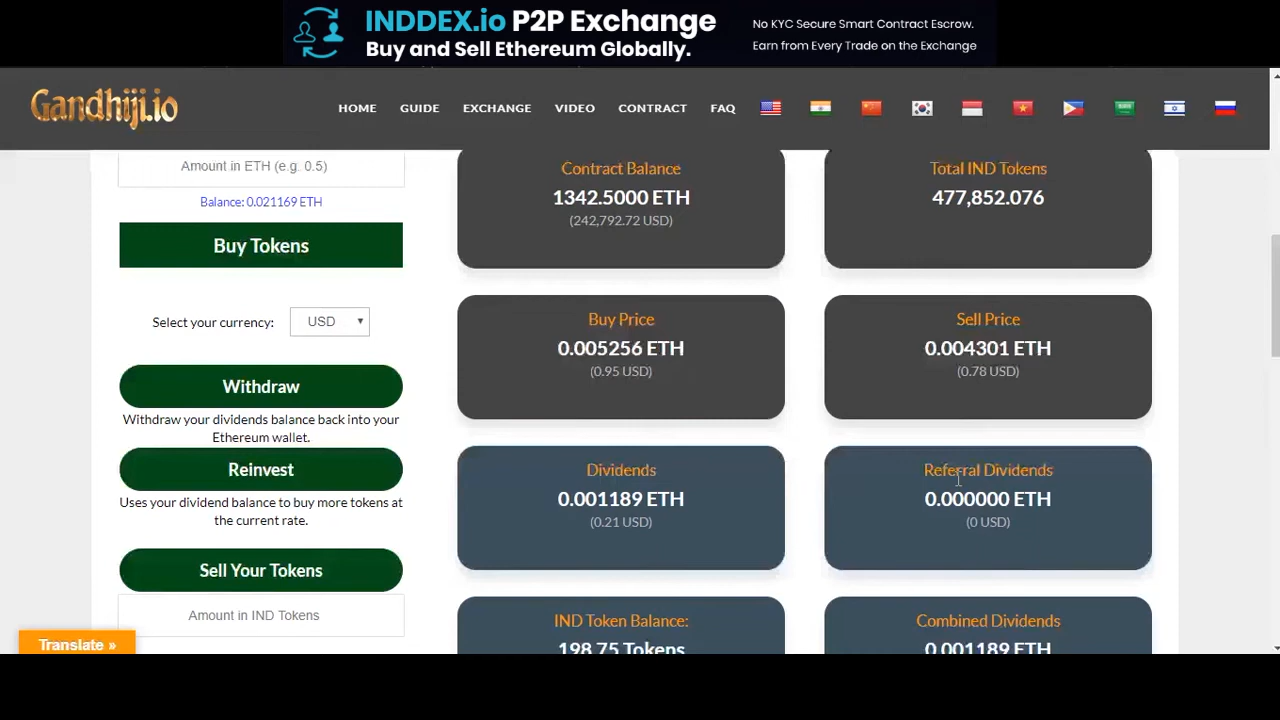 INDDEX.io P2P Exchange
Buy and Sell Ethereum Globally.
No KYC Secure Smart Contract Escrow.
Earn from Every Trade on the Exchange
Gandhiji.io
HOME GUIDE EXCHANGE VIDEO CONTRACT FAQ
Amount in ETH (e.g. 0.5)
Balance: 0.021169 ETH
Buy Tokens
Select your currency: USD
Withdraw
Withdraw your dividends balance back into your
Ethereum wallet.
Reinvest
Uses your dividend balance to buy more tokens at
the current rate.
Sell Your Tokens
Amount in IND Tokens
Translate »
Contract Balance
1342.5000 ETH
(242,792.72 USD)
Total IND Tokens
477,852.076
Buy Price
0.005256 ETH
(0.95 USD)
Sell Price
0.004301 ETH
(0.78 USD)
Dividends
0.001189 ETH
(0.21 USD)
Referral Dividends
0.000000 ETH
(0 USD)
IND Token Balance:
198.75 Tokens
Combined Dividends
0.001189 ETH